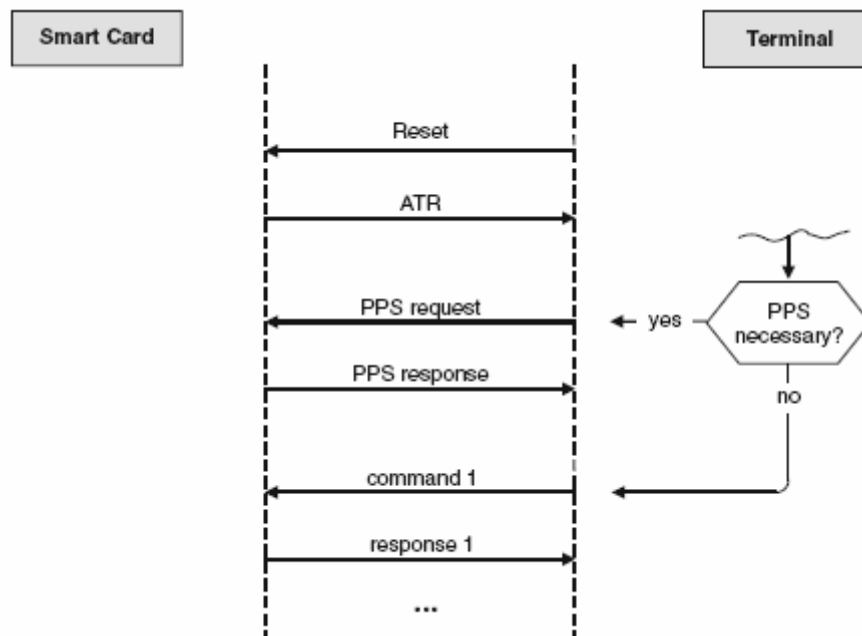 Smart Card
Terminal
Reset
ATR
PPS request
yes
PPS
necessary?
PPS response
no
command 1
response 1
...